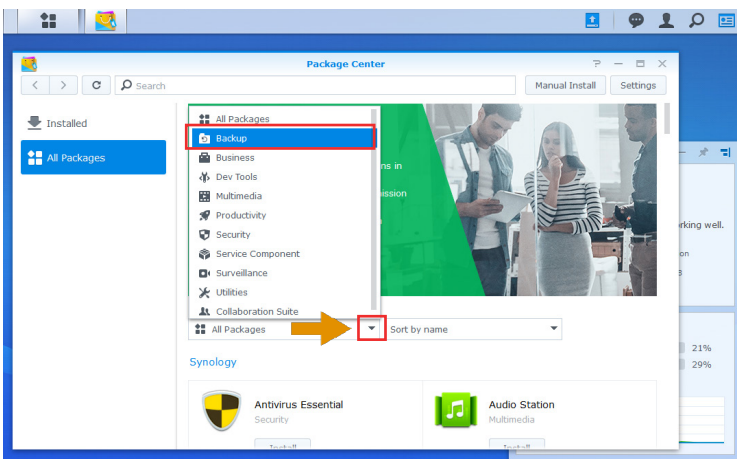 Package Center
Search
Manual Install
Settings
Installed
All Packages
All Packages
Backup
Business
Dev Tools
Multimedia
Productivity
Security
Service Component
Surveillance
Utilities
Collaboration Suite
ns in
ission
All Packages
Sort by name
Synology
Antivirus Essential
Security
Install
Audio Station
Multimedia
Install
rking well.
on
21%
29%